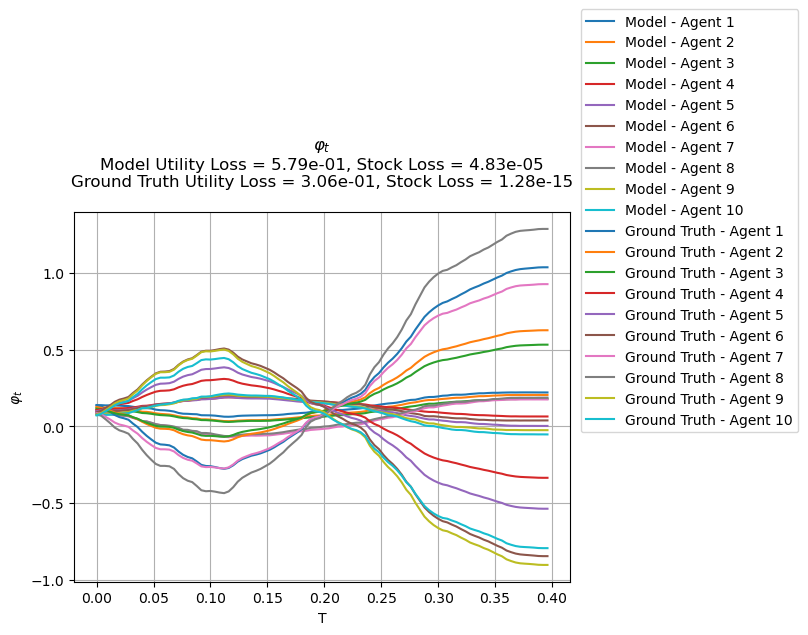 φₜ
Model Utility Loss = 5.79e-01, Stock Loss = 4.83e-05
Ground Truth Utility Loss = 3.06e-01, Stock Loss = 1.28e-15
φₜ
1.0
0.5
0.0
−0.5
−1.0
0.00 0.05 0.10 0.15 0.20 0.25 0.30 0.35 0.40
T
Model - Agent 1
Model - Agent 2
Model - Agent 3
Model - Agent 4
Model - Agent 5
Model - Agent 6
Model - Agent 7
Model - Agent 8
Model - Agent 9
Model - Agent 10
Ground Truth - Agent 1
Ground Truth - Agent 2
Ground Truth - Agent 3
Ground Truth - Agent 4
Ground Truth - Agent 5
Ground Truth - Agent 6
Ground Truth - Agent 7
Ground Truth - Agent 8
Ground Truth - Agent 9
Ground Truth - Agent 10